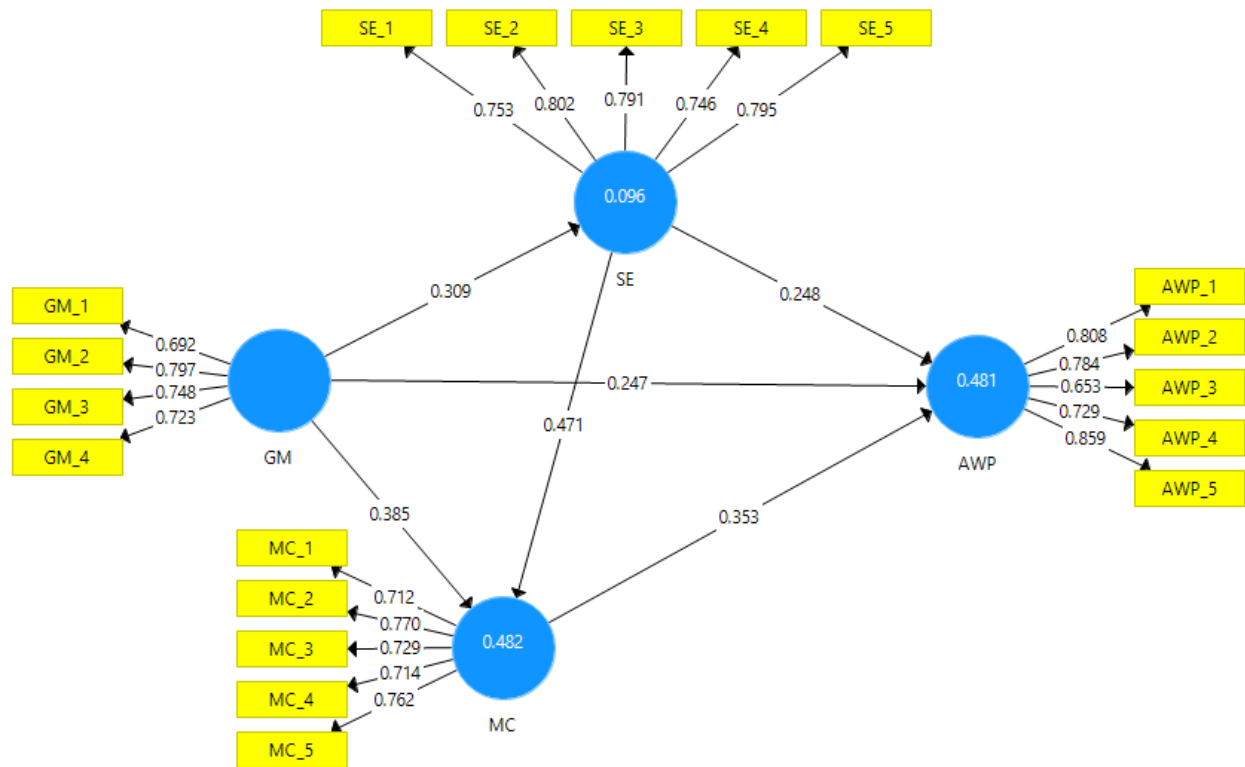 SE_1
SE_2
SE_3
SE_4
SE_5
0.753
0.802
0.791
0.746
0.795
0.096
SE
GM_1
GM_2
GM_3
GM_4
0.692
0.797
0.748
0.723
GM
0.309
0.248
0.247
0.471
0.385
0.353
AWP_1
AWP_2
AWP_3
AWP_4
AWP_5
0.808
0.784
0.653
0.729
0.859
0.481
AWP
MC_1
MC_2
MC_3
MC_4
MC_5
0.712
0.770
0.729
0.714
0.762
0.482
MC